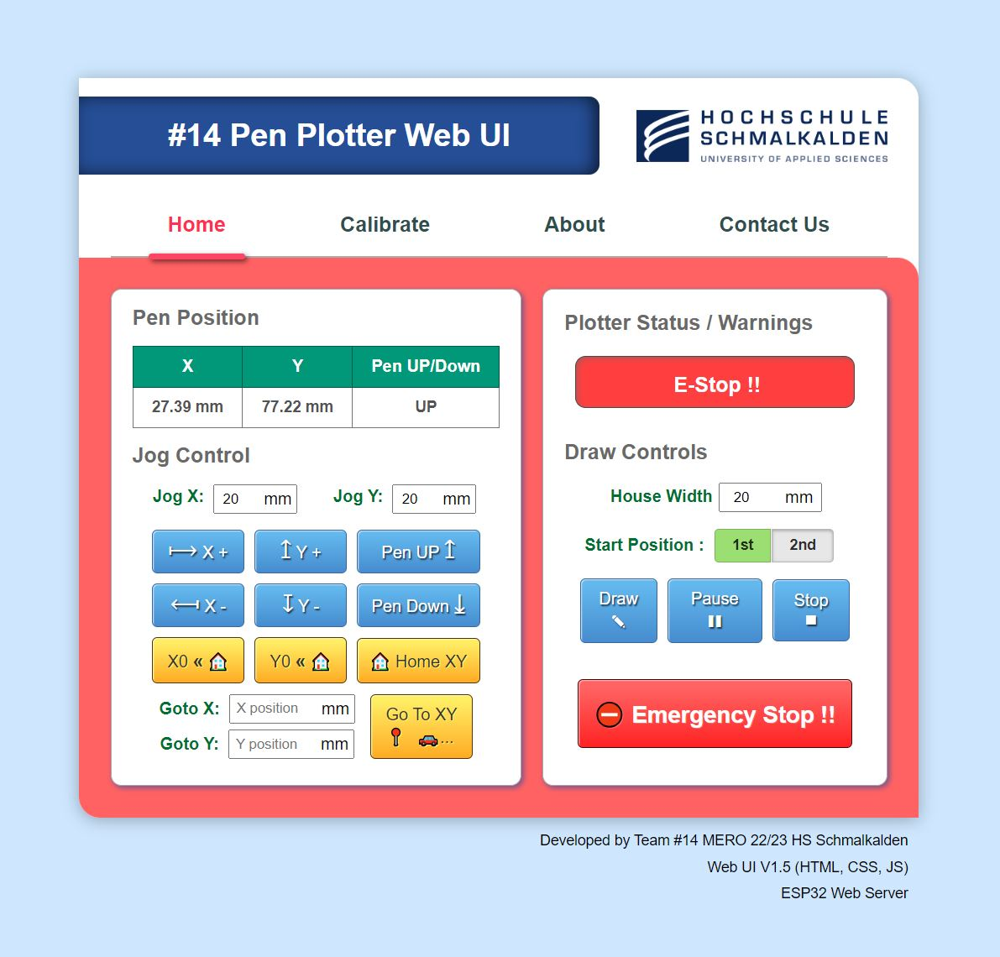 #14 Pen Plotter Web UI
HOCHSCHULE
SCHMALKALDEN
UNIVERSITY OF APPLIED SCIENCES
Home Calibrate About Contact Us
Pen Position
X Y Pen UP/Down
27.39 mm 77.22 mm UP
Jog Control
Jog X: 20 mm Jog Y: 20 mm
X + Y + Pen UP
X - Y - Pen Down
X0 « Y0 « Home XY
Goto X: X position mm
Goto Y: Y position mm
Go To XY
...
Plotter Status / Warnings
E-Stop !!
Draw Controls
House Width 20 mm
Start Position : 1st 2nd
Draw Pause Stop
Emergency Stop !!
Developed by Team #14 MERO 22/23 HS Schmalkalden
Web UI V1.5 (HTML, CSS, JS)
ESP32 Web Server